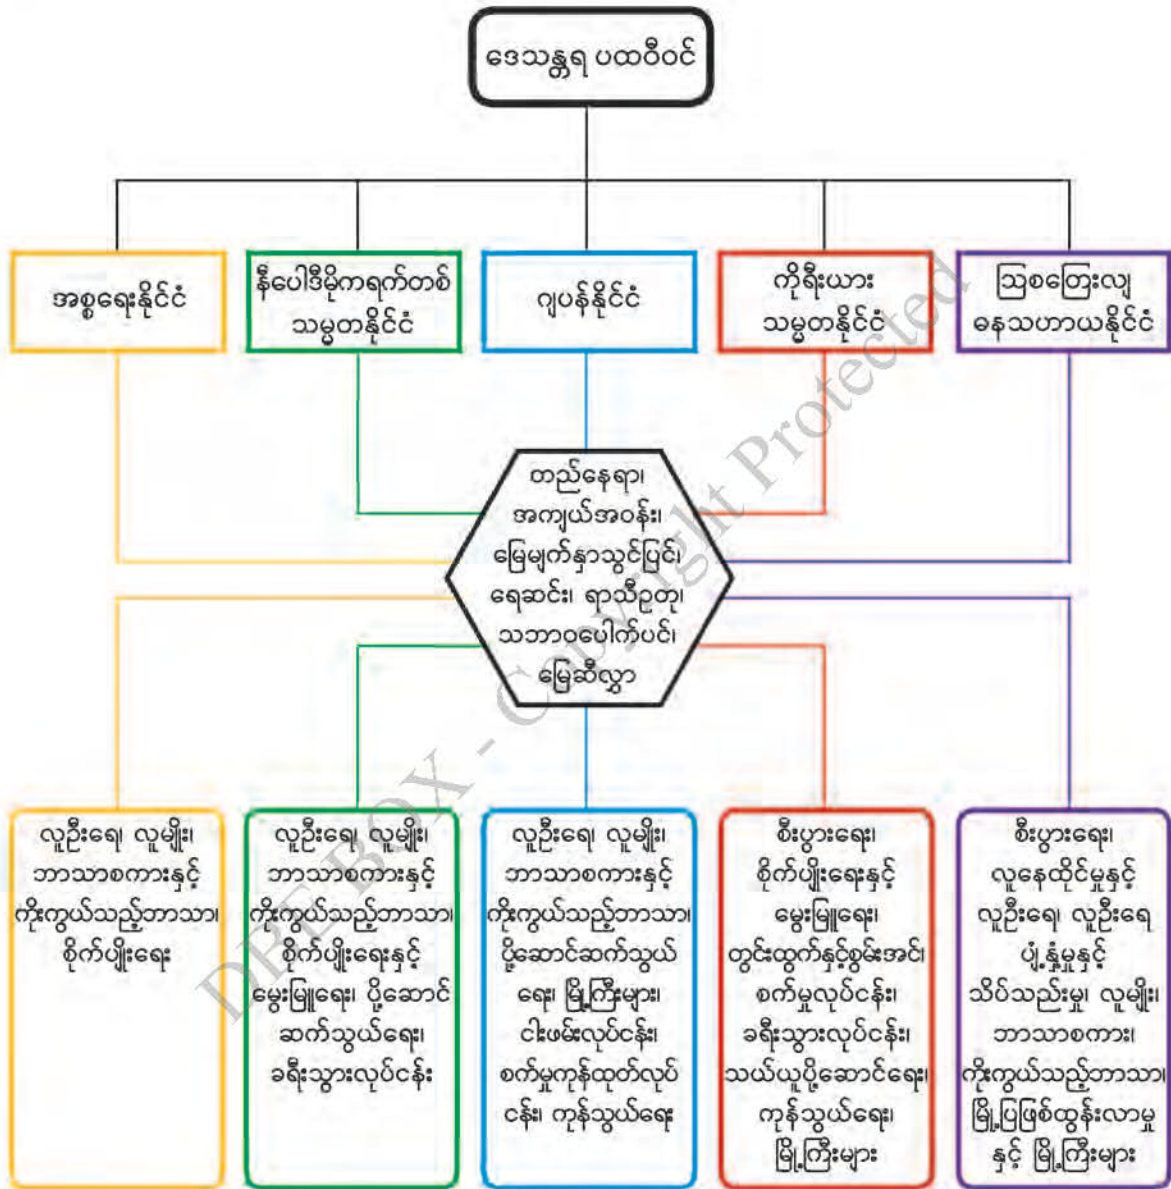 ဒေသန္တရ ပထဝီဝင်
အစ္စရေးနိုင်ငံ
နီပေါဒီမိုကရက်တစ်
သမ္မတနိုင်ငံ
ဂျပန်နိုင်ငံ
ကိုရီးယား
သမ္မတနိုင်ငံ
ဩစတြေးလျ
ဓနသဟာယနိုင်ငံ
တည်နေရာ၊
အကျယ်အဝန်း၊
မြေမျက်နှာသွင်ပြင်၊
ရေဆင်း၊ ရာသီဥတု၊
သဘာဝပေါက်ပင်၊
မြေဆီလွှာ
လူဦးရေ၊ လူမျိုး၊
ဘာသာစကားနှင့်
ကိုးကွယ်သည့်ဘာသာ၊
စိုက်ပျိုးရေး
လူဦးရေ၊ လူမျိုး၊
ဘာသာစကားနှင့်
ကိုးကွယ်သည့်ဘာသာ၊
စိုက်ပျိုးရေးနှင့်
မွေးမြူရေး၊ ပို့ဆောင်
ဆက်သွယ်ရေး၊
ခရီးသွားလုပ်ငန်း
လူဦးရေ၊ လူမျိုး၊
ဘာသာစကားနှင့်
ကိုးကွယ်သည့်ဘာသာ၊
ပို့ဆောင်ဆက်သွယ်
ရေး၊ မြို့ကြီးများ၊
ငါးဖမ်းလုပ်ငန်း၊
စက်မှုကုန်ထုတ်လုပ်
ငန်း၊ ကုန်သွယ်ရေး
စီးပွားရေး၊
စိုက်ပျိုးရေးနှင့်
မွေးမြူရေး၊
တွင်းထွက်နှင့်စွမ်းအင်၊
စက်မှုလုပ်ငန်း၊
ခရီးသွားလုပ်ငန်း၊
သယ်ယူပို့ဆောင်ရေး၊
ကုန်သွယ်ရေး၊
မြို့ကြီးများ
စီးပွားရေး၊
လူနေထိုင်မှုနှင့်
လူဦးရေ၊ လူဦးရေ
ပျံ့နှံ့မှုနှင့်
သိပ်သည်းမှု၊ လူမျိုး၊
ဘာသာစကား၊
ကိုးကွယ်သည့်ဘာသာ၊
မြို့ပြဖြစ်ထွန်းလာမှု
နှင့် မြို့ကြီးများ
DBE BOX - Copyright Protected